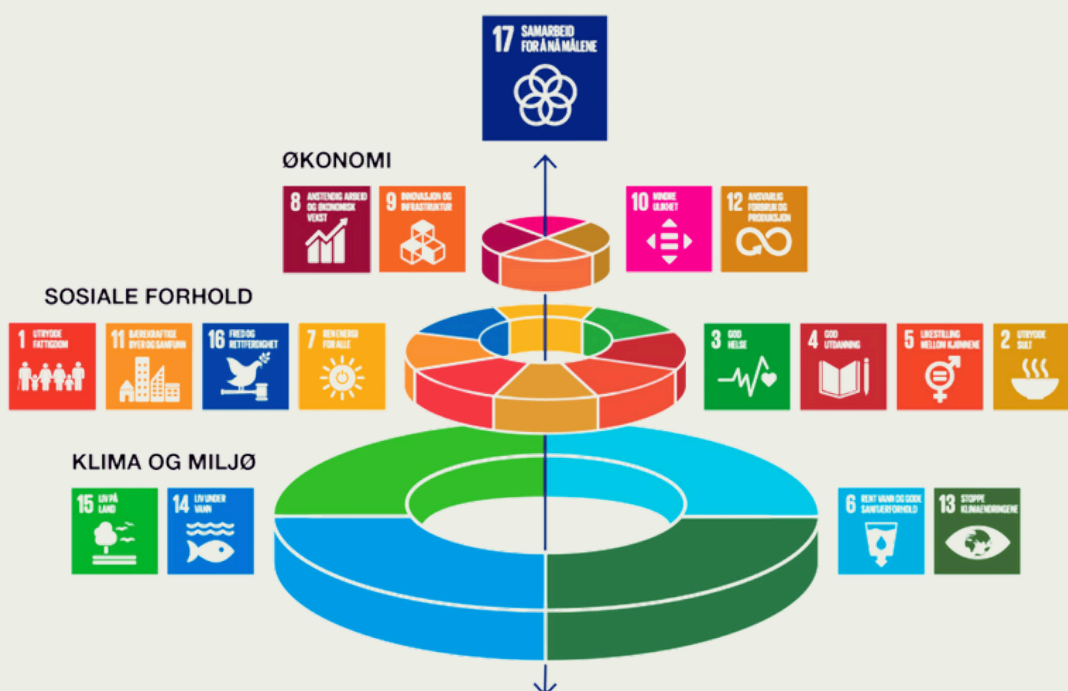 17 SAMARBEID
FOR Å NÅ MÅLENE
ØKONOMI
8 ANSTENDIG ARBEID
OG ØKONOMISK
VEKST
9 INNOVASJON OG
INFRASTRUKTUR
10 MINDRE
ULIKHET
12 ANSVARLIG
FORBRUK OG
PRODUKSJON
SOSIALE FORHOLD
1 UTRYDDE
FATTIGDOM
11 BÆREKRAFTIGE
BYER OG SAMFUNN
16 FRED OG
RETTFERDIGHET
7 REN ENERGI
FOR ALLE
3 GOD
HELSE
4 GOD
UTDANNING
5 LIKESTILLING
MELLOM KJØNNENE
2 UTRYDDE
SULT
KLIMA OG MILJØ
15 LIV PÅ
LAND
14 LIV UNDER
VANN
6 RENT VANN OG GODE
SANITÆRFORHOLD
13 STOPPE
KLIMAENDRINGENE